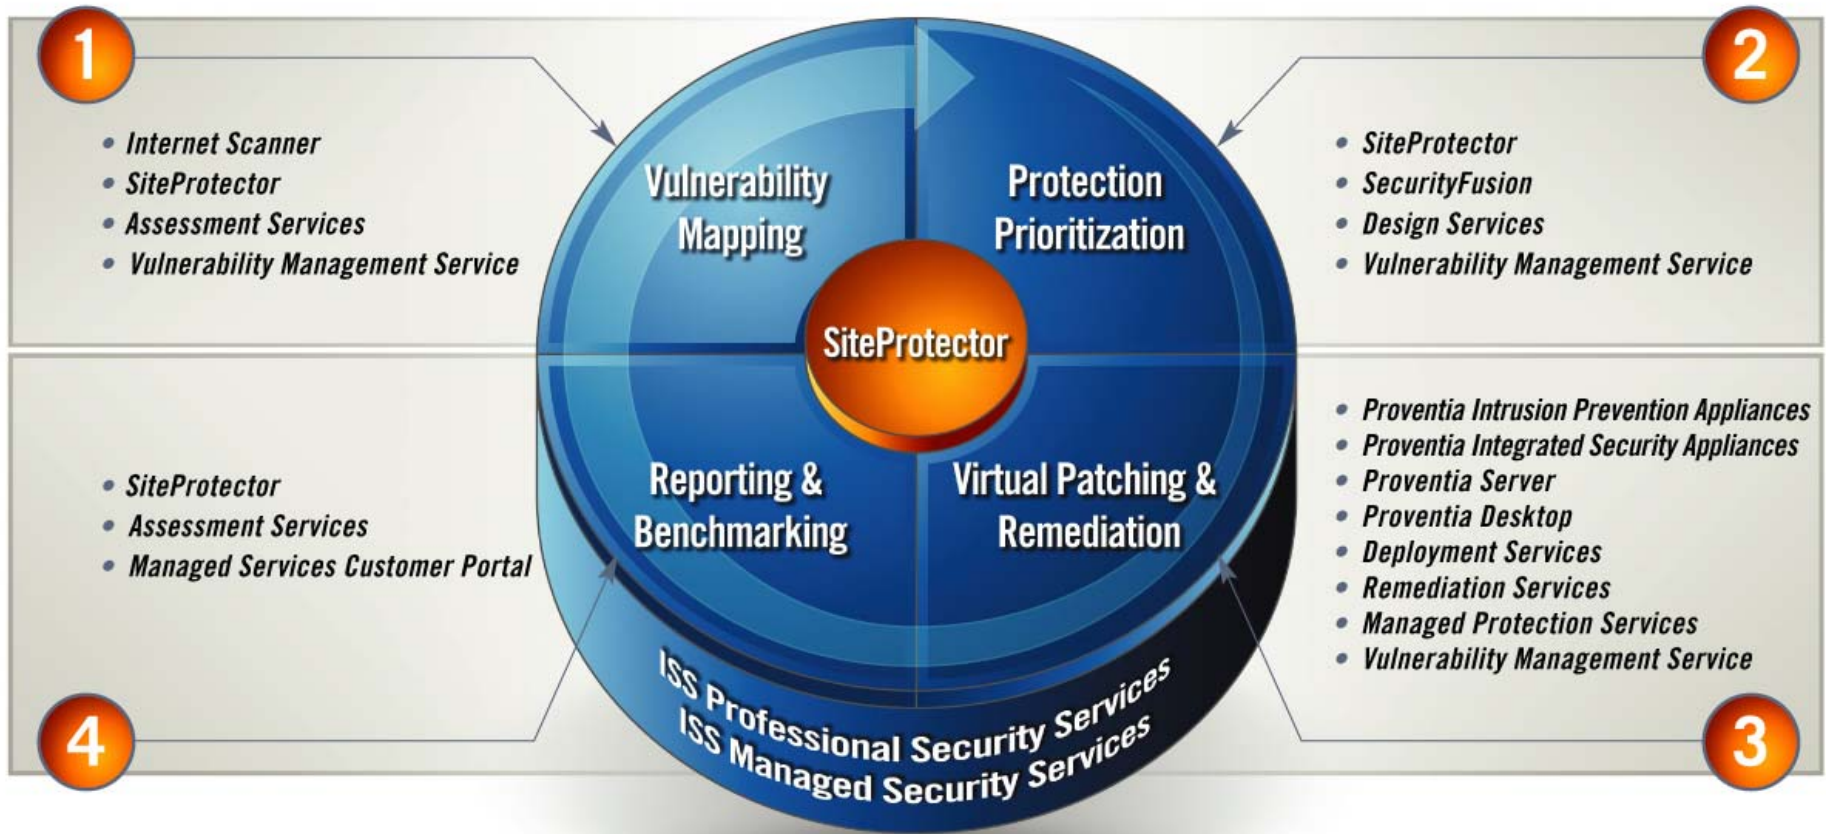 1
• Internet Scanner
• SiteProtector
• Assessment Services
• Vulnerability Management Service
2
• SiteProtector
• SecurityFusion
• Design Services
• Vulnerability Management Service
Vulnerability
Mapping
Protection
Prioritization
SiteProtector
Reporting &
Benchmarking
Virtual Patching &
Remediation
• Proventia Intrusion Prevention Appliances
• Proventia Integrated Security Appliances
• Proventia Server
• Proventia Desktop
• Deployment Services
• Remediation Services
• Managed Protection Services
• Vulnerability Management Service
3
• SiteProtector
• Assessment Services
• Managed Services Customer Portal
4
ISS Professional Security Services
ISS Managed Security Services